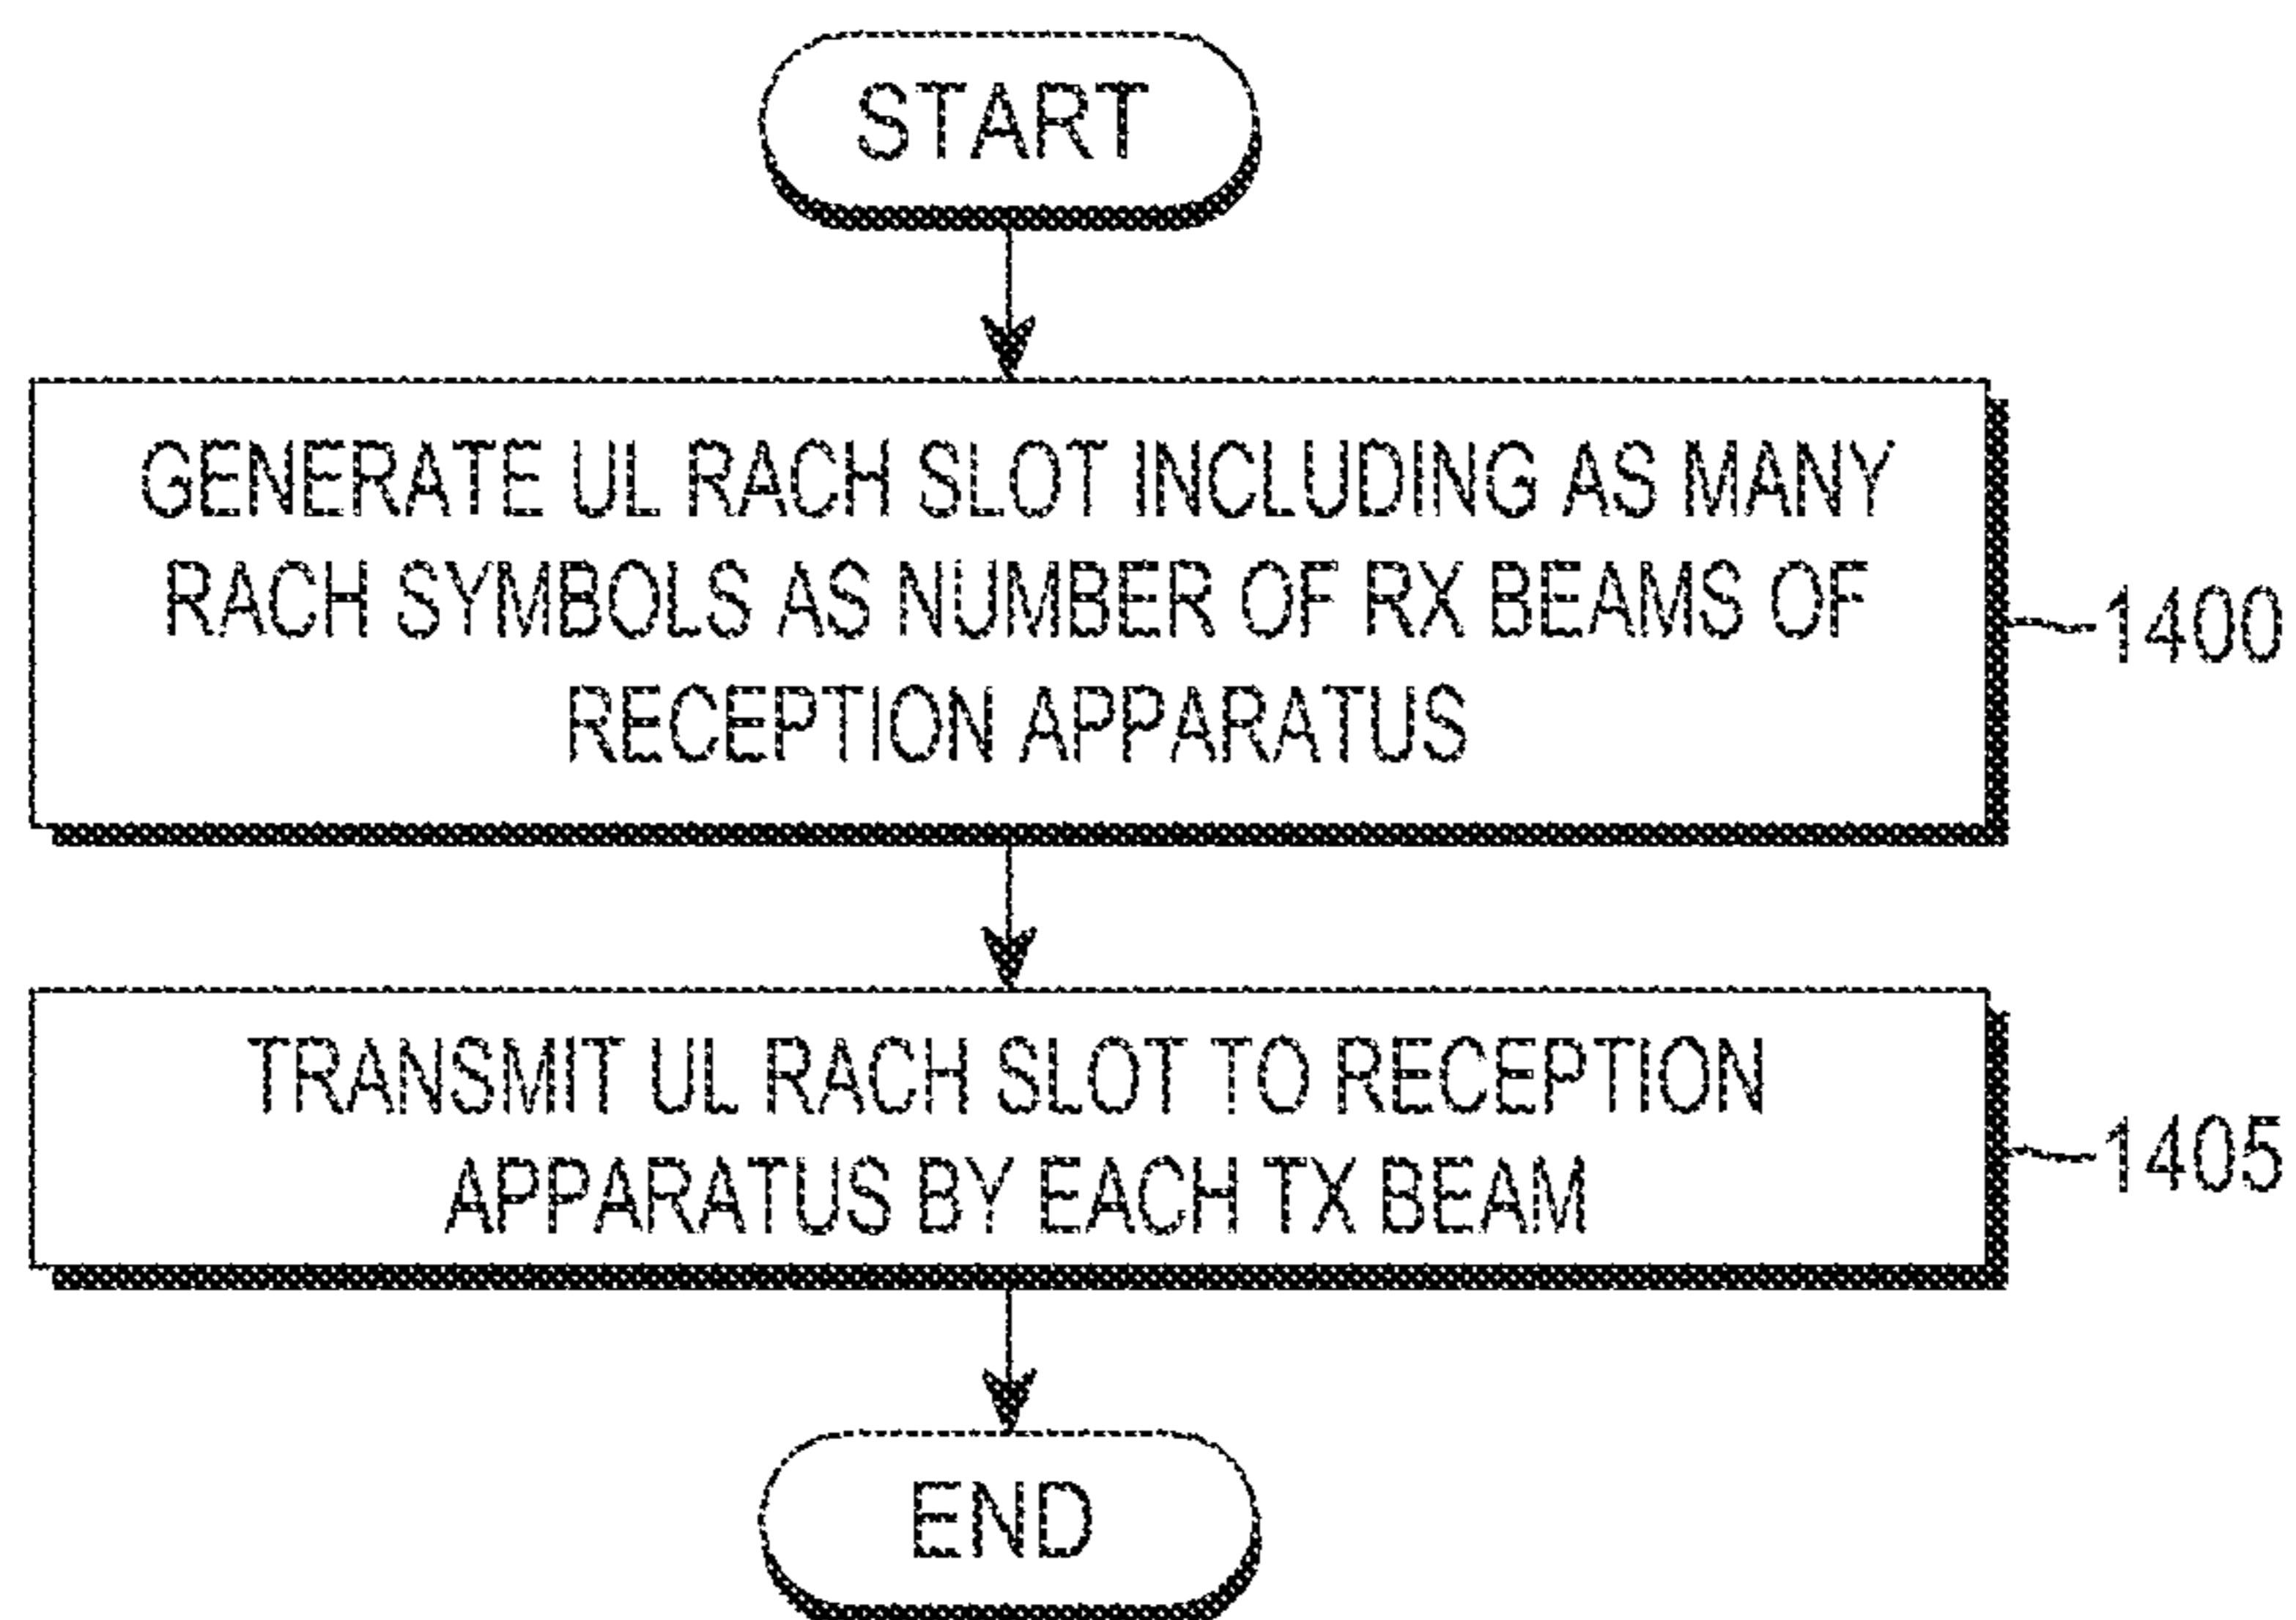 START
GENERATE UL RACH SLOT INCLUDING AS MANY
RACH SYMBOLS AS NUMBER OF RX BEAMS OF
RECEPTION APPARATUS
1400
TRANSMIT UL RACH SLOT TO RECEPTION
APPARATUS BY EACH TX BEAM
1405
END